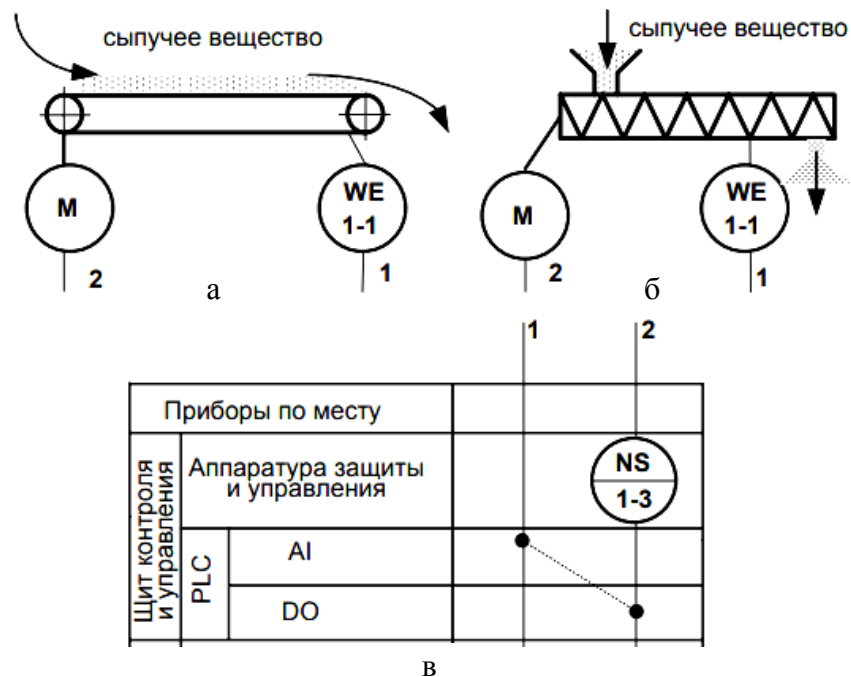 сыпучее вещество
M
WE
1-1
2
1
а
сыпучее вещество
M
WE
1-1
2
1
б
1
2
Приборы по месту
Щит контроля
и управления
Аппаратура защиты
и управления
NS
1-3
PLC
AI
DO
в